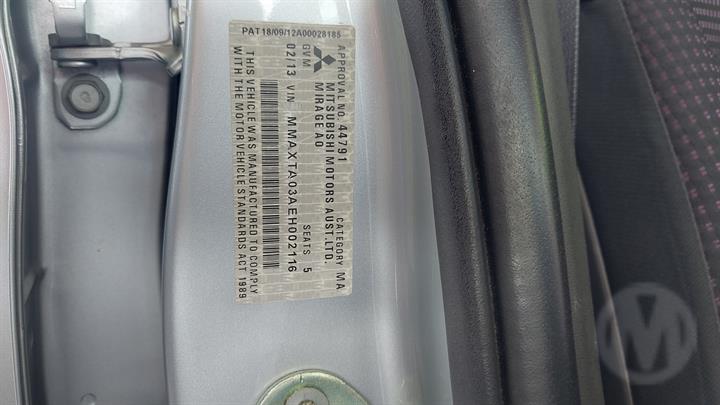 APPROVAL NO. 44791 CATEGORY MA
MITSUBISHI MOTORS AUST.LTD.
MIRAGE AO
GVM SEATS 5
02/13 VIN MMAXTA03AEH002116
THIS VEHICLE WAS MANUFACTURED TO COMPLY
WITH THE MOTOR VEHICLE STANDARDS ACT 1989
PAT18/09/12A00028185
M